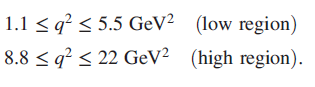 1.1 ≤ q² ≤ 5.5 GeV² (low region)
8.8 ≤ q² ≤ 22 GeV² (high region).